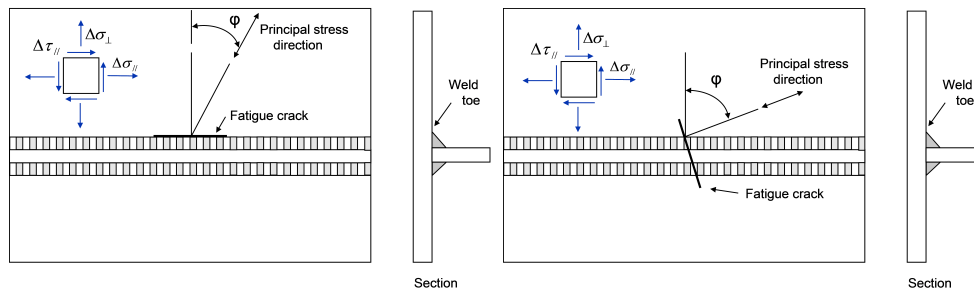 φ
Principal stress
direction
Δσ⊥
Δτ//
Δσ//
Fatigue crack
Weld
toe
Section
φ
Principal stress
direction
Δσ⊥
Δτ//
Δσ//
Fatigue crack
Weld
toe
Section